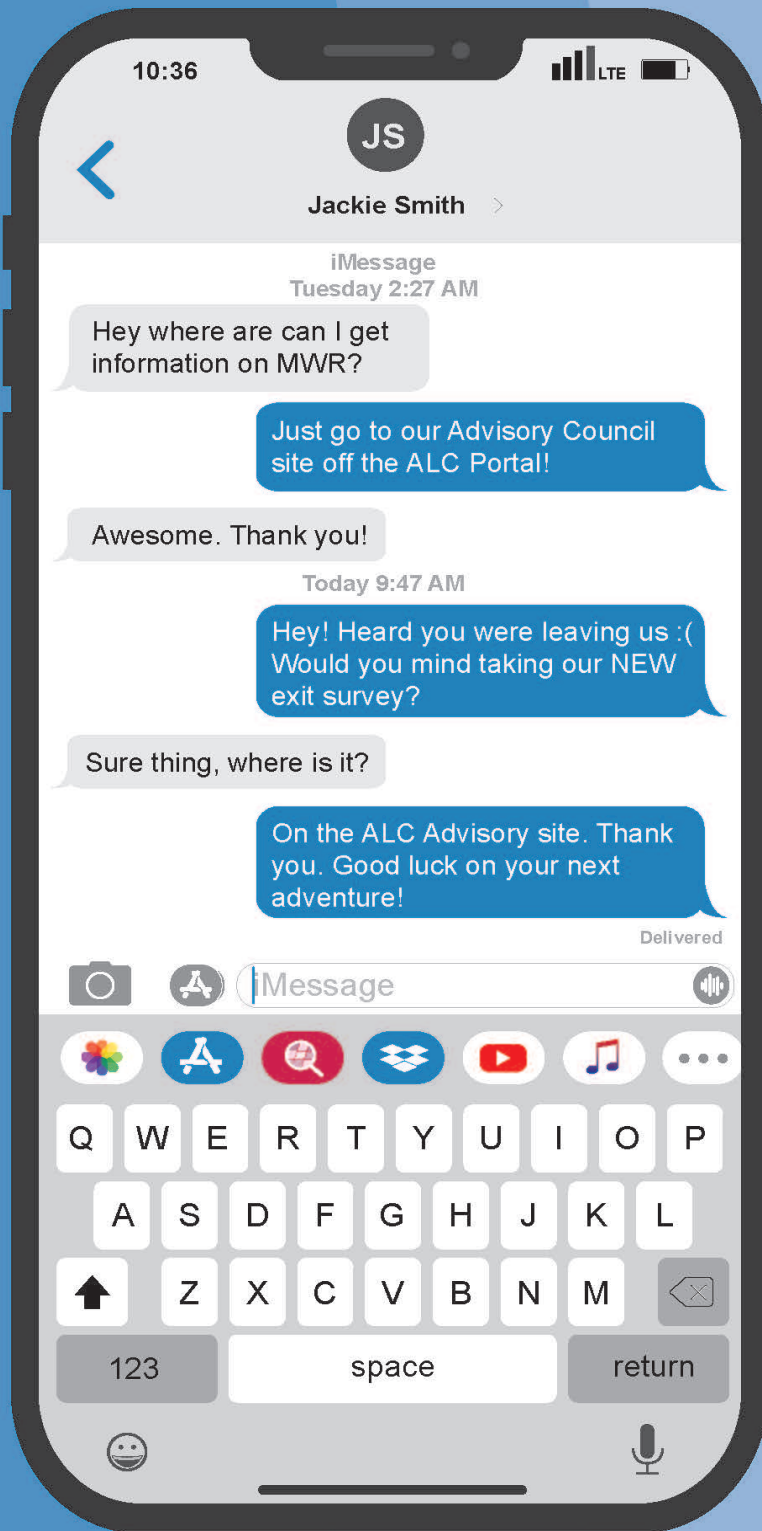 10:36
LTE
JS
Jackie Smith
iMessage
Tuesday 2:27 AM
Hey where are can I get
information on MWR?
Just go to our Advisory Council
site off the ALC Portal!
Awesome. Thank you!
Today 9:47 AM
Hey! Heard you were leaving us :(
Would you mind taking our NEW
exit survey?
Sure thing, where is it?
On the ALC Advisory site. Thank
you. Good luck on your next
adventure!
Delivered
iMessage
Q W E R T Y U I O P
A S D F G H J K L
Z X C V B N M
123 space return